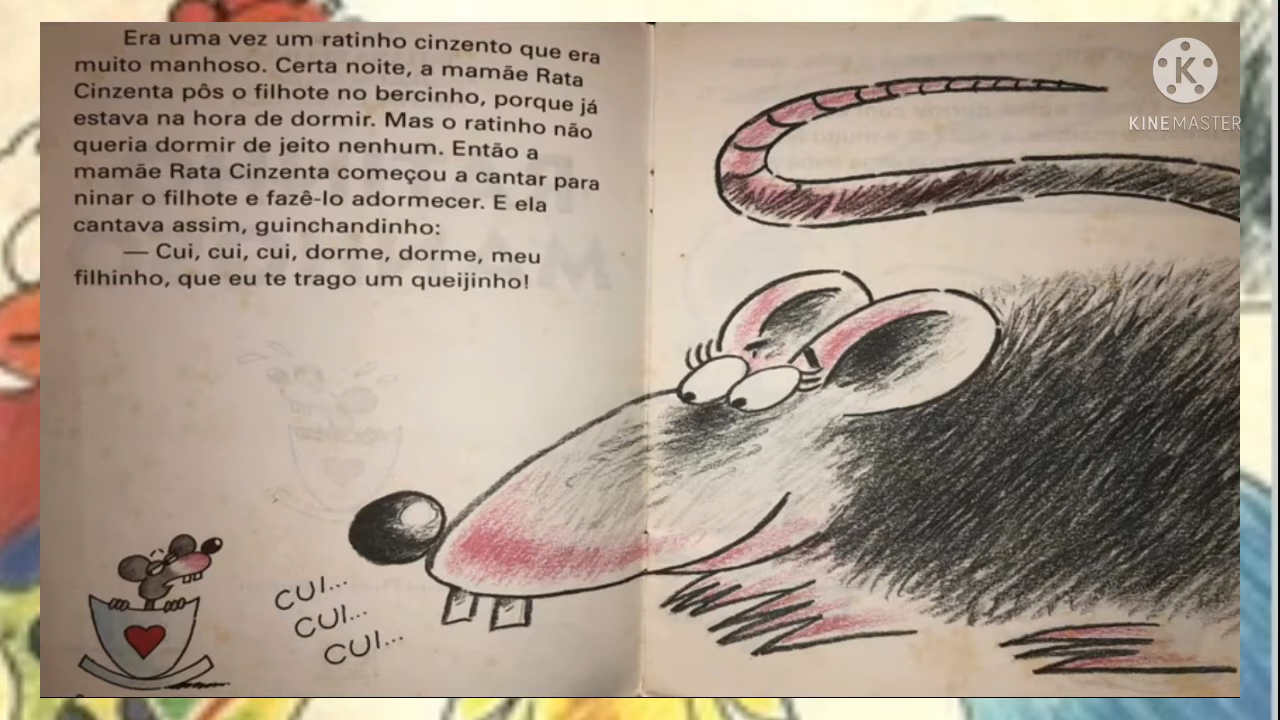 Era uma vez um ratinho cinzento que era
muito manhoso. Certa noite, a mamãe Rata
Cinzenta pôs o filhote no bercinho, porque já
estava na hora de dormir. Mas o ratinho não
queria dormir de jeito nenhum. Então a
mamãe Rata Cinzenta começou a cantar para
ninar o filhote e fazê-lo adormecer. E ela
cantava assim, guinchandinho:
— Cui, cui, cui, dorme, dorme, meu
filhinho, que eu te trago um queijinho!
CUI...
CUI...
CUI...
K
KINEMASTER